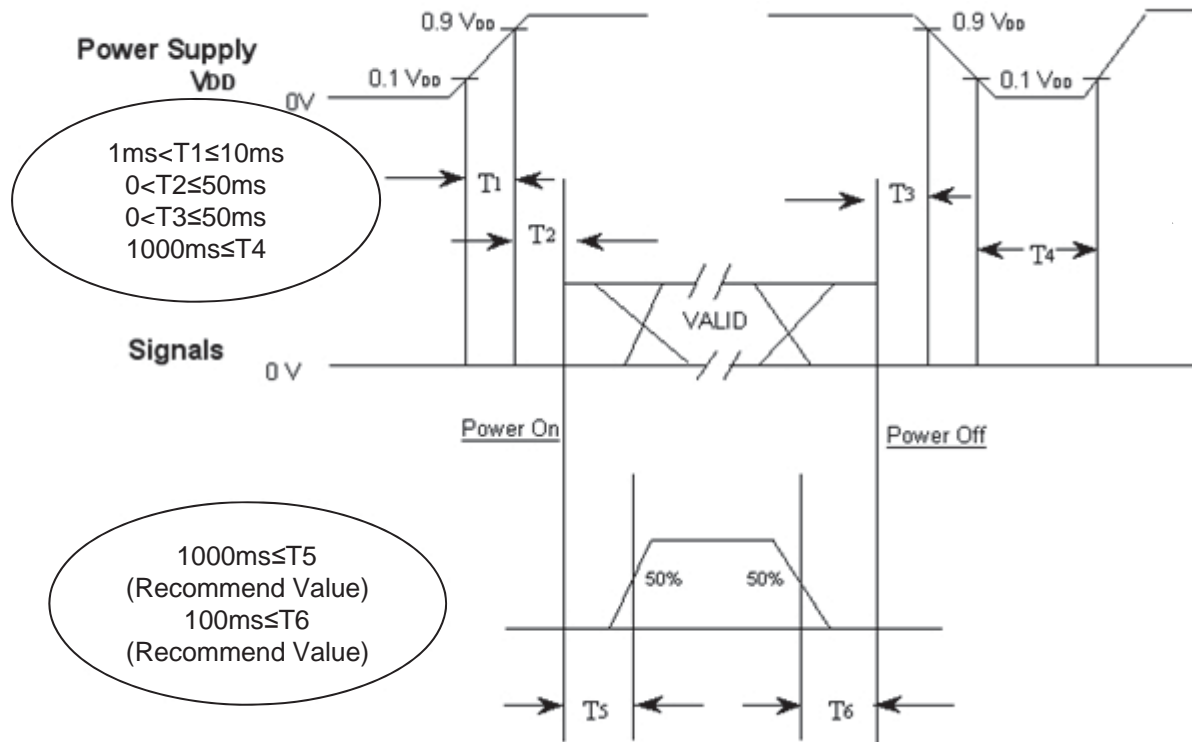 0.9 VDD
0.9 VDD
Power Supply
VDD
0.1 VDD
0.1 VDD
0V
1ms<T1≤10ms
0<T2≤50ms
0<T3≤50ms
1000ms≤T4
T1
T3
T2
T4
VALID
Signals
0 V
Power On
Power Off
1000ms≤T5
(Recommend Value)
100ms≤T6
(Recommend Value)
50%
50%
T5
T6